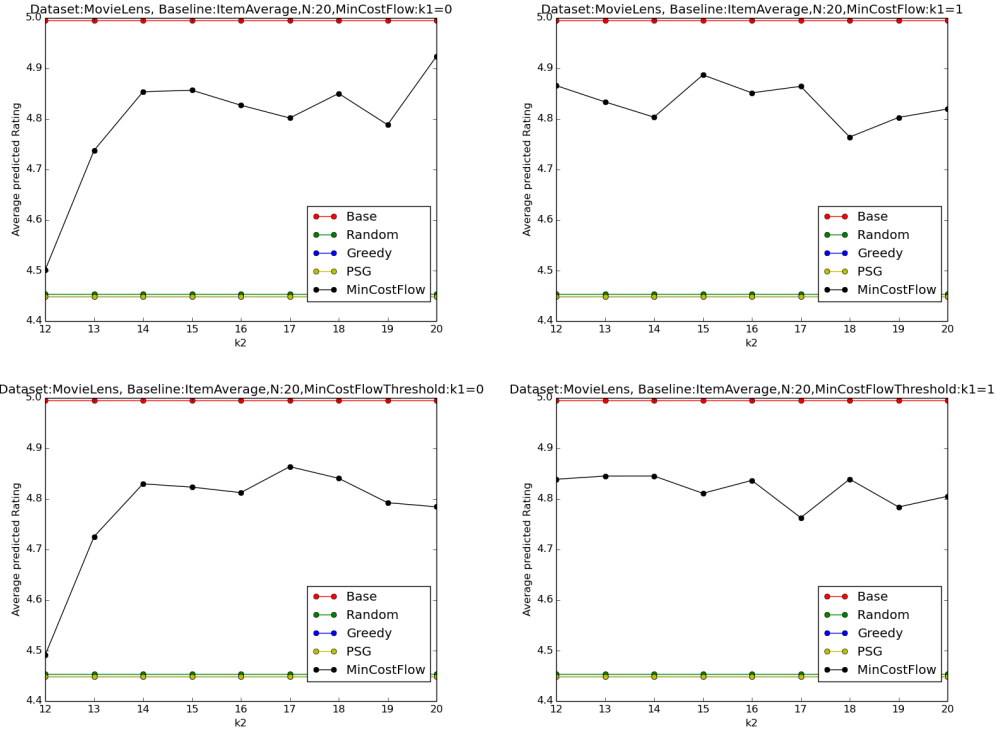 Dataset:MovieLens, Baseline:ItemAverage,N:20,MinCostFlow:k1=0
5.0
4.9
4.8
4.7
4.6
4.5
4.4
Average predicted Rating
Base
Random
Greedy
PSG
MinCostFlow
12 13 14 15 16 17 18 19 20
k2
Dataset:MovieLens, Baseline:ItemAverage,N:20,MinCostFlow:k1=1
5.0
4.9
4.8
4.7
4.6
4.5
4.4
Average predicted Rating
Base
Random
Greedy
PSG
MinCostFlow
12 13 14 15 16 17 18 19 20
k2
Dataset:MovieLens, Baseline:ItemAverage,N:20,MinCostFlowThreshold:k1=0
5.0
4.9
4.8
4.7
4.6
4.5
4.4
Average predicted Rating
Base
Random
Greedy
PSG
MinCostFlow
12 13 14 15 16 17 18 19 20
k2
Dataset:MovieLens, Baseline:ItemAverage,N:20,MinCostFlowThreshold:k1=1
5.0
4.9
4.8
4.7
4.6
4.5
4.4
Average predicted Rating
Base
Random
Greedy
PSG
MinCostFlow
12 13 14 15 16 17 18 19 20
k2